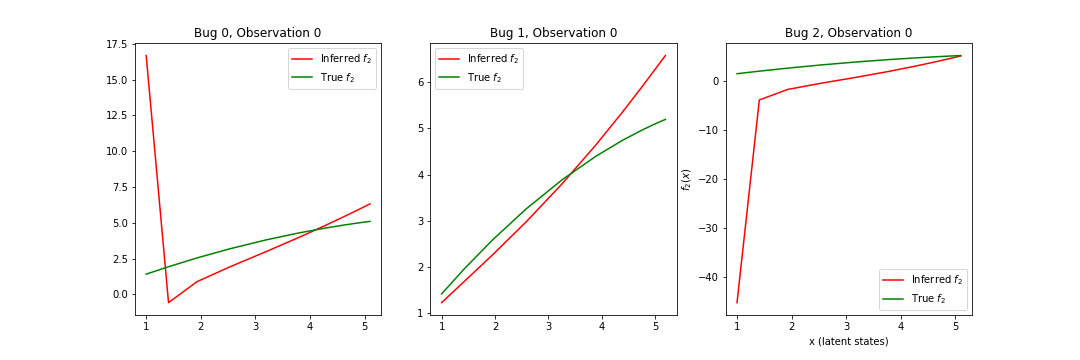 Bug 0, Observation 0
17.5
15.0
12.5
10.0
7.5
5.0
2.5
0.0
1 2 3 4 5
Inferred f₂
True f₂
Bug 1, Observation 0
6
5
4
3
2
1
1 2 3 4 5
Inferred f₂
True f₂
Bug 2, Observation 0
f₂(x)
0
−10
−20
−30
−40
1 2 3 4 5
x (latent states)
Inferred f₂
True f₂